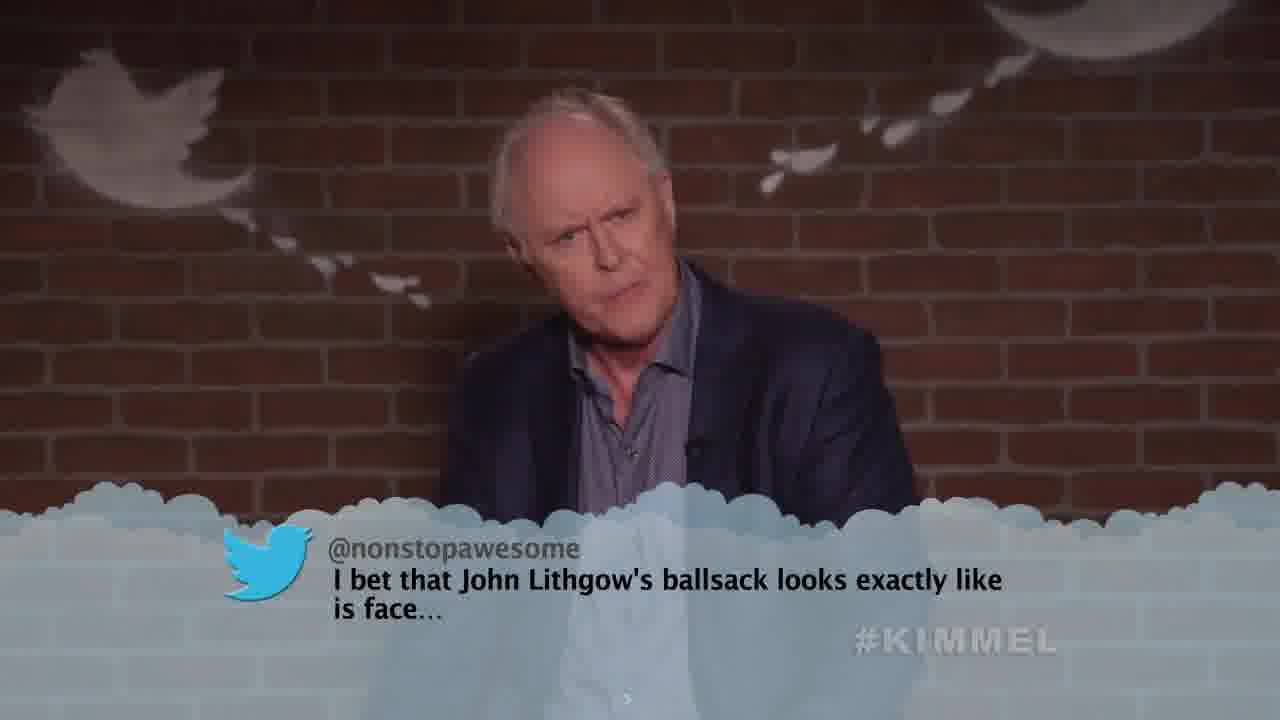 @nonstopawesome
I bet that John Lithgow's ballsack looks exactly like
is face...
#KIMMEL